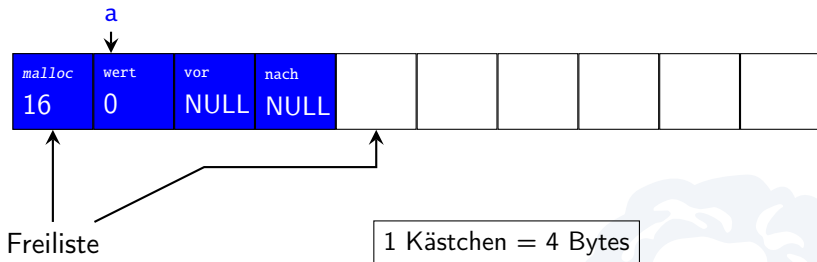 a
malloc wert vor nach
16 0 NULL NULL
Freiliste
1 Kästchen = 4 Bytes